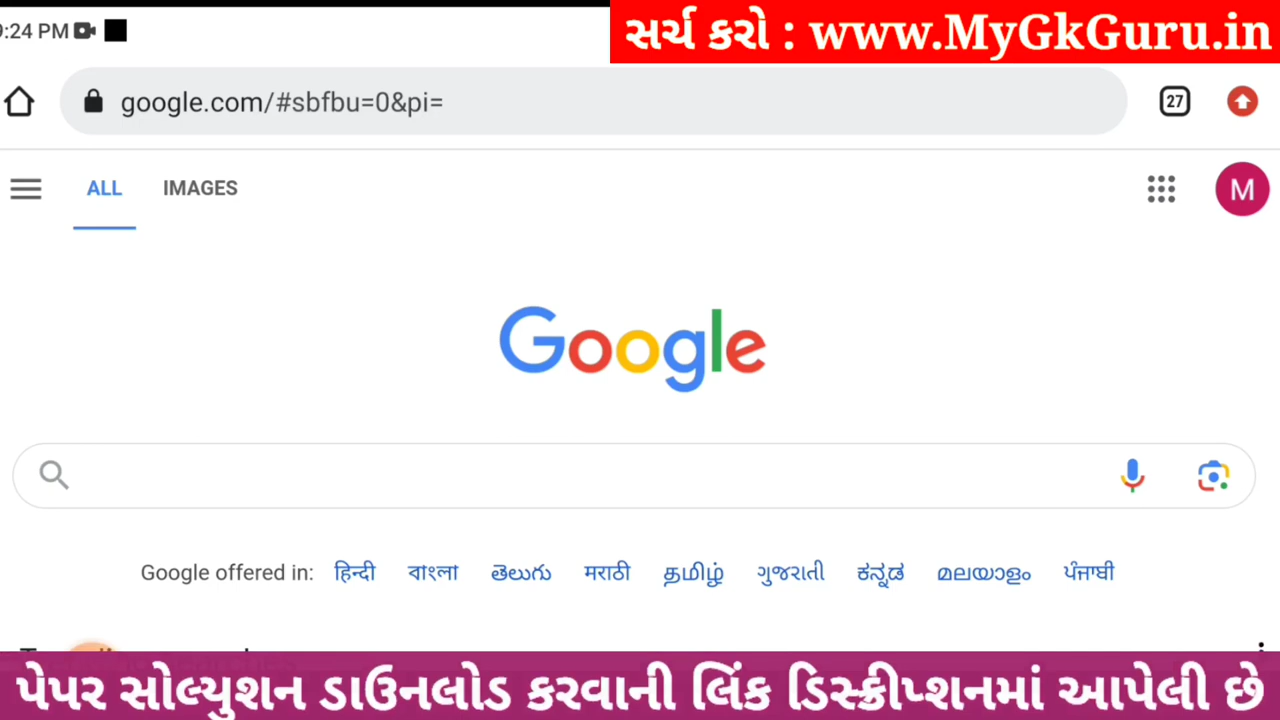 9:24 PM
સર્ચ કરો : www.MyGkGuru.in
google.com/#sbfbu=0&pi=
27
ALL IMAGES
M
Google
Google offered in: हिन्दी বাংলা తెలుగు मराठी தமிழ் ગુજરાતી ಕನ್ನಡ മലയാളം ਪੰਜਾਬੀ
પેપર સોલ્યુશન ડાઉનલોડ કરવાની લિંક ડિસ્ક્રીપ્શનમાં આપેલી છે